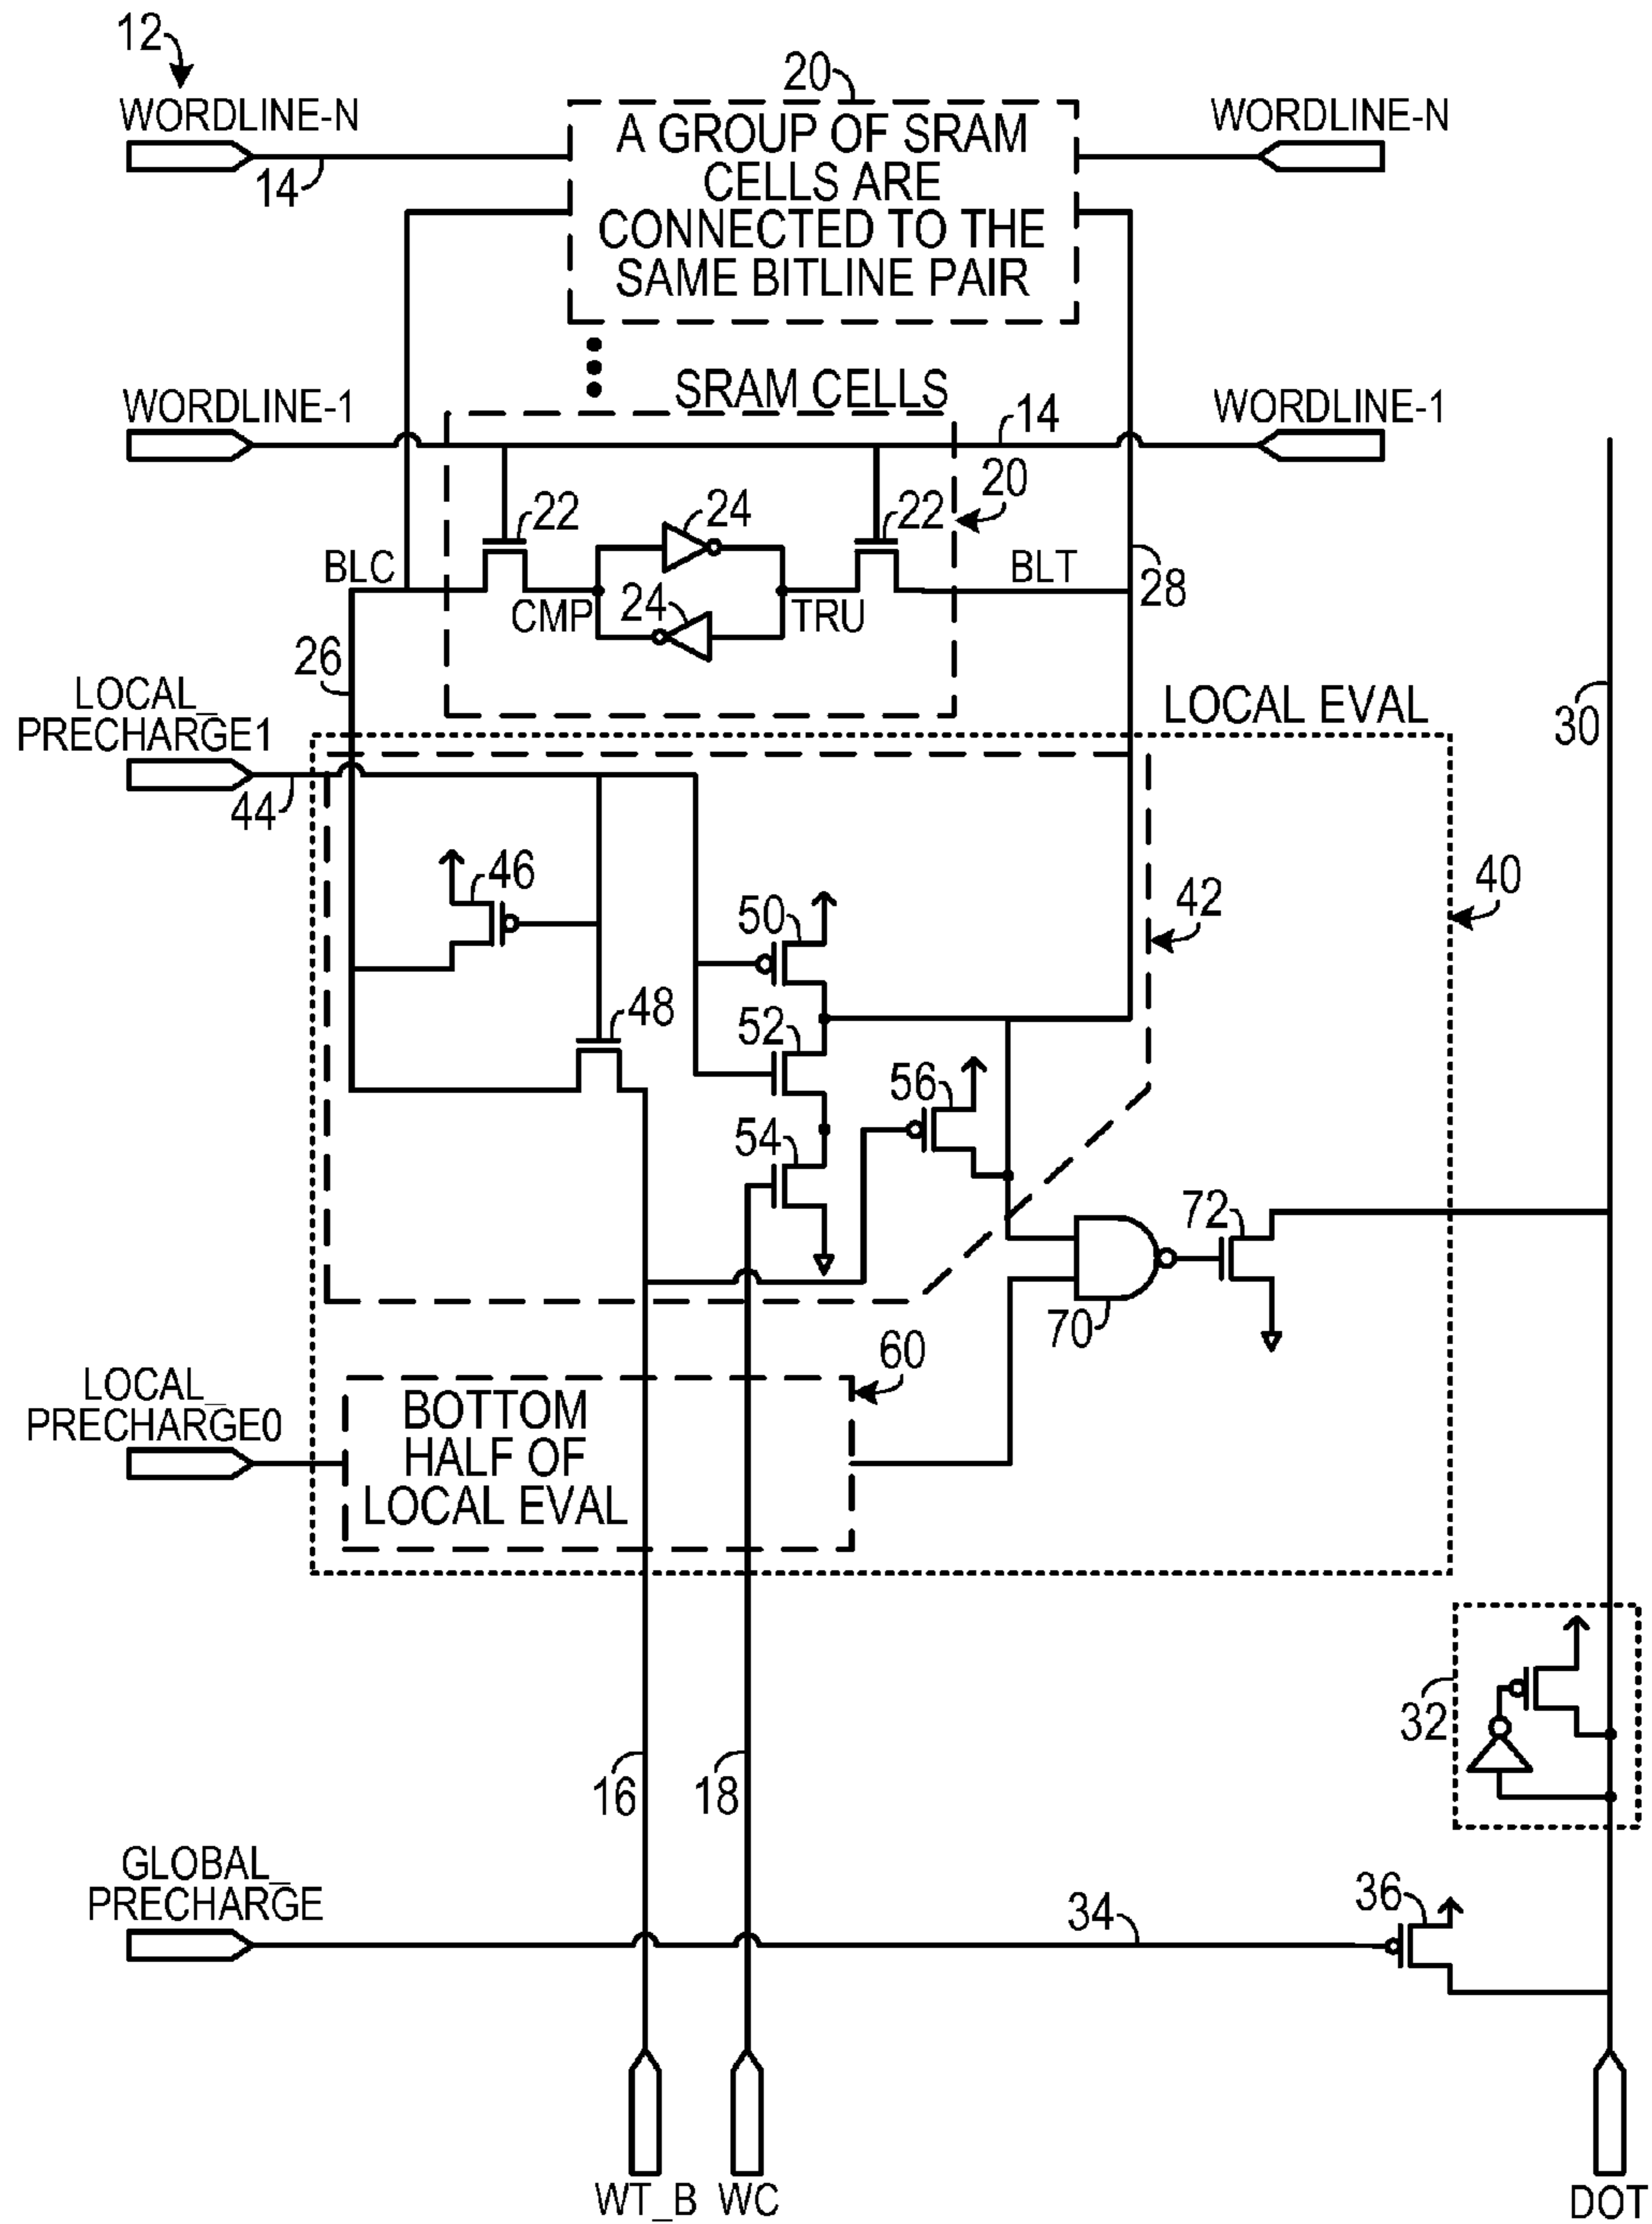 12
20
WORDLINE-N
A GROUP OF SRAM
CELLS ARE
CONNECTED TO THE
SAME BITLINE PAIR
WORDLINE-N
14
WORDLINE-1
SRAM CELLS
14
WORDLINE-1
20
22
24
22
BLC
CMP
24
TRU
BLT
28
26
LOCAL_
PRECHARGE1
LOCAL EVAL
30
44
46
50
42
40
48
52
56
54
72
70
60
LOCAL_
PRECHARGE0
BOTTOM
HALF OF
LOCAL EVAL
32
16
18
GLOBAL_
PRECHARGE
34
36
WT_B
WC
DOT